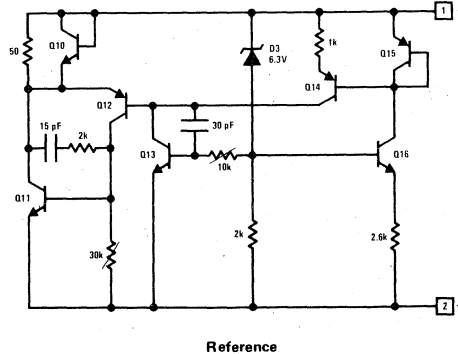 1
Q10
50
D3
6.3V
1k
Q15
Q14
Q12
15 pF
2k
30 pF
Q13
10k
Q16
Q11
30k
2k
2.6k
2
Reference